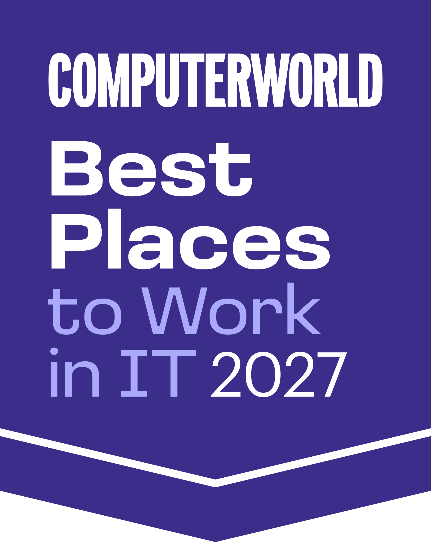 COMPUTERWORLD
Best
Places
to Work
in IT 2027